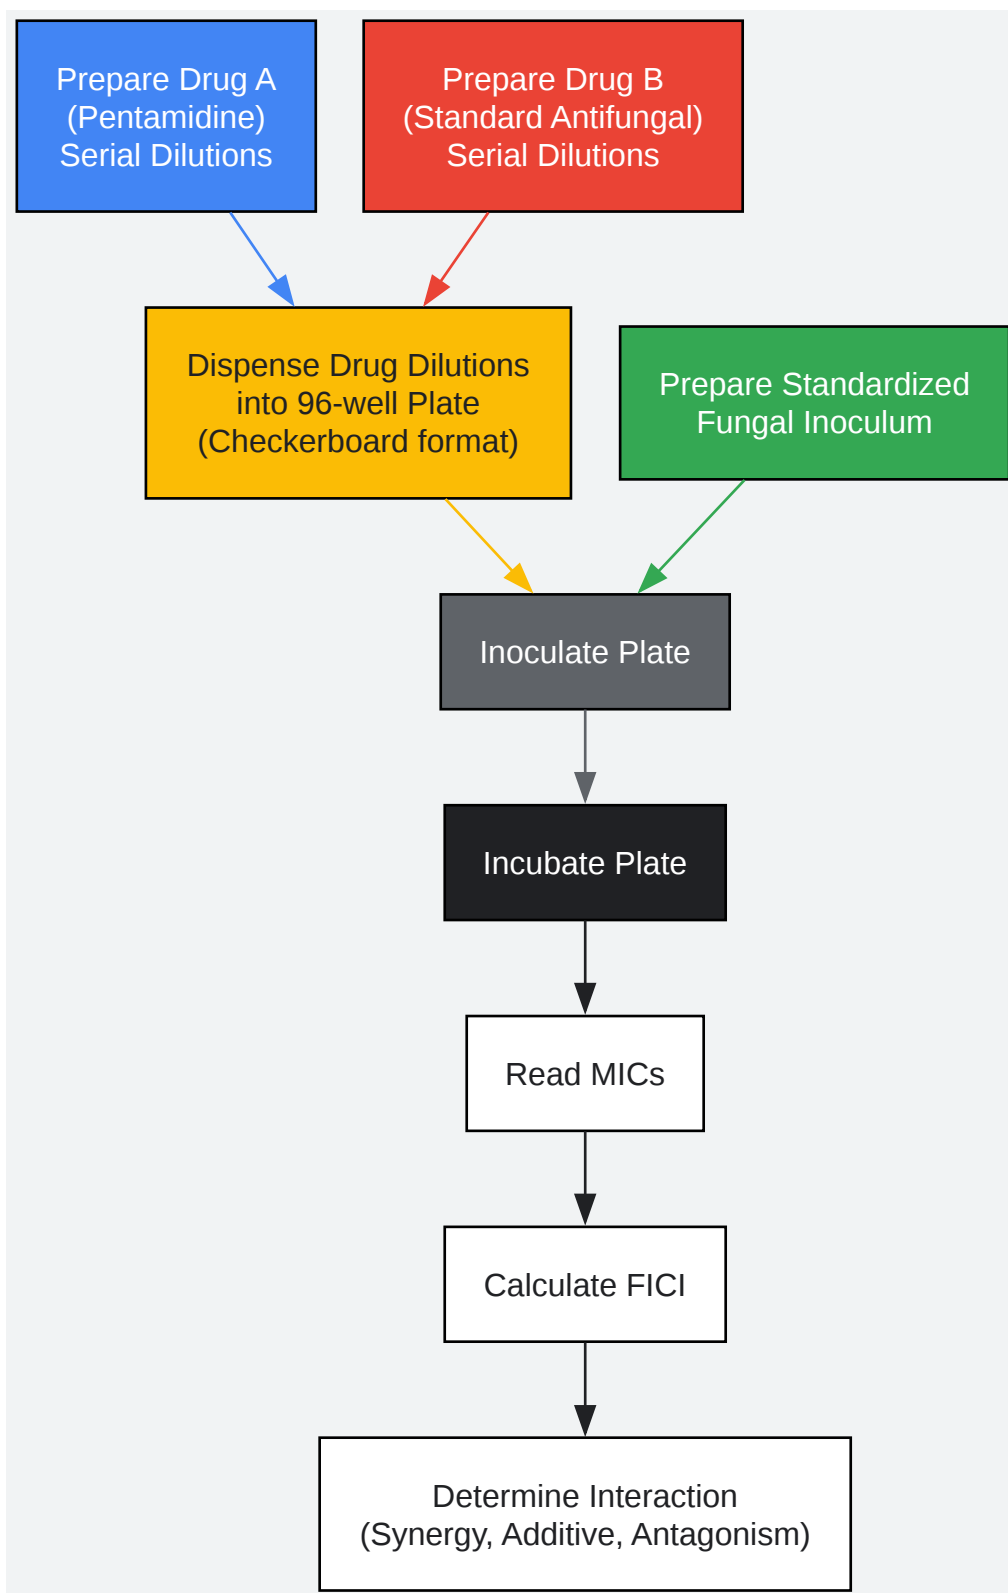 Prepare Drug A
(Pentamidine)
Serial Dilutions
Prepare Drug B
(Standard Antifungal)
Serial Dilutions
Dispense Drug Dilutions
into 96-well Plate
(Checkerboard format)
Prepare Standardized
Fungal Inoculum
Inoculate Plate
Incubate Plate
Read MICs
Calculate FICI
Determine Interaction
(Synergy, Additive, Antagonism)